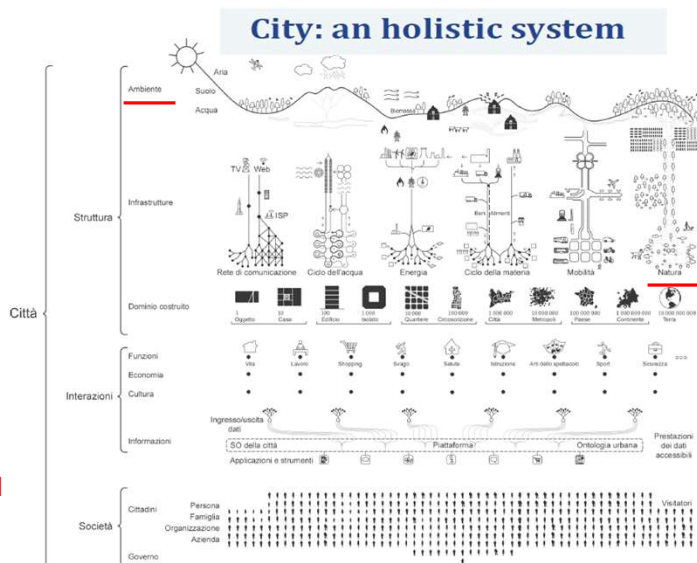 City: an holistic system
Città
Struttura
Ambiente
Aria
Suolo
Acqua
Biomassa
Infrastrutture
TV Web
ISP
Beni Alimenti
Rete di comunicazione Ciclo dell'acqua Energia Ciclo della materia Mobilità Natura
Dominio costruito
1 10 100 1 000 10 000 100 000 1 000 000 10 000 000 100 000 000 1 000 000 000 10 000 000 000
Oggetto Casa Edificio Isolato Quartiere Circoscrizione Città Metropoli Paese Continente Terra
Interazioni
Funzioni
Vita Lavoro Shopping Svago Salute Istruzione Arti dello spettacolo Sport Sicurezza
Economia
Cultura
Informazioni
Ingresso/uscita
dati
SO della città Piattaforma Ontologia urbana
Applicazioni e strumenti
Prestazioni
dei dati
accessibili
Società
Cittadini
Persona
Famiglia
Organizzazione
Azienda
Visitatori
Governo